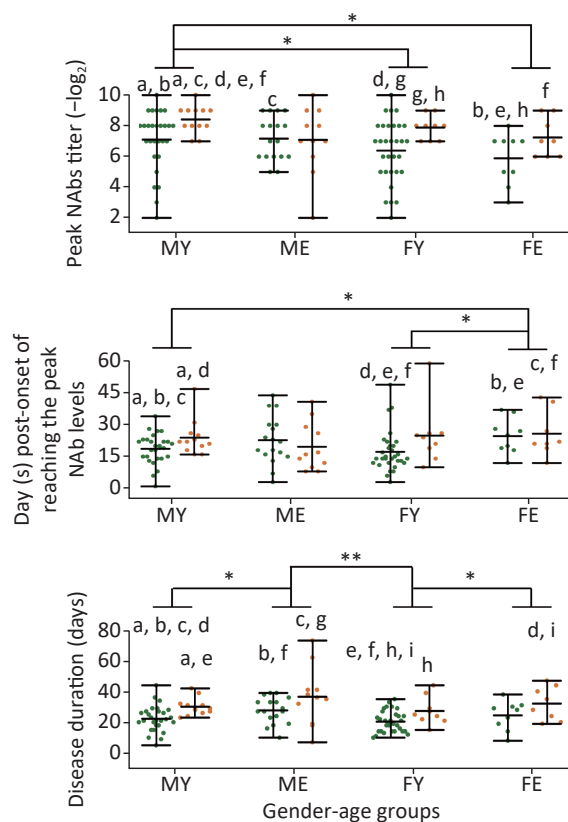 *
*
a, b
a, c, d, e, f
c
d, g
g, h
b, e, h
f
Peak NAbs titer (−log₂)
10
8
6
4
2
MY
ME
FY
FE
*
*
a, b, c
a, d
d, e, f
b, e
c, f
Day (s) post-onset of
reaching the peak
NAb levels
60
45
30
15
0
MY
ME
FY
FE
*
**
*
a, b, c, d
a, e
b, f
c, g
e, f, h, i
h
d, i
Disease duration (days)
80
60
40
20
0
MY
ME
FY
FE
Gender-age groups